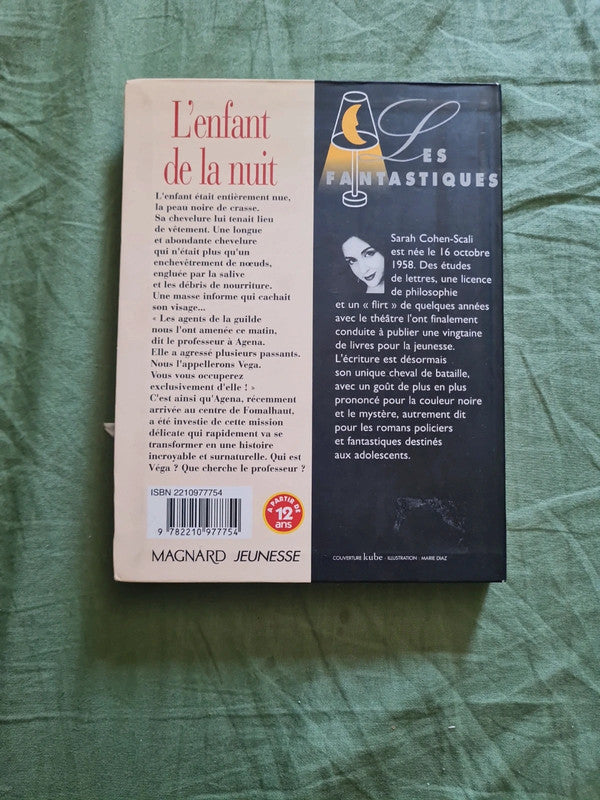 L'enfant
de la nuit
L'enfant était entièrement nue,
la peau noire de crasse.
Sa chevelure lui tenait lieu
de vêtement. Une longue
et abondante chevelure
qui n'était plus qu'un
enchevêtrement de nœuds,
engluée par la salive
et les débris de nourriture.
Une masse informe qui cachait
son visage...
« Les agents de la guilde
nous l'ont amenée ce matin,
dit le professeur à Agena.
Elle a agressé plusieurs passants.
Nous l'appellerons Vega.
Vous vous occuperez
exclusivement d'elle ! »
C'est ainsi qu'Agena, récemment
arrivée au centre de Fomalhaut,
a été investie de cette mission
délicate qui rapidement va se
transformer en une histoire
incroyable et surnaturelle. Qui est
Véga ? Que cherche le professeur ?
ISBN 2210977754
9 782210 977754
A PARTIR DE
12
ans
MAGNARD JEUNESSE
LES
FANTASTIQUES
Sarah Cohen-Scali
est née le 16 octobre
1958. Des études
de lettres, une licence
de philosophie
et un « flirt » de quelques années
avec le théâtre l'ont finalement
conduite à publier une vingtaine
de livres pour la jeunesse.
L'écriture est désormais
son unique cheval de bataille,
avec un goût de plus en plus
prononcé pour la couleur noire
et le mystère, autrement dit
pour les romans policiers
et fantastiques destinés
aux adolescents.
COUVERTURE kube - ILLUSTRATION : MARIE DIAZ